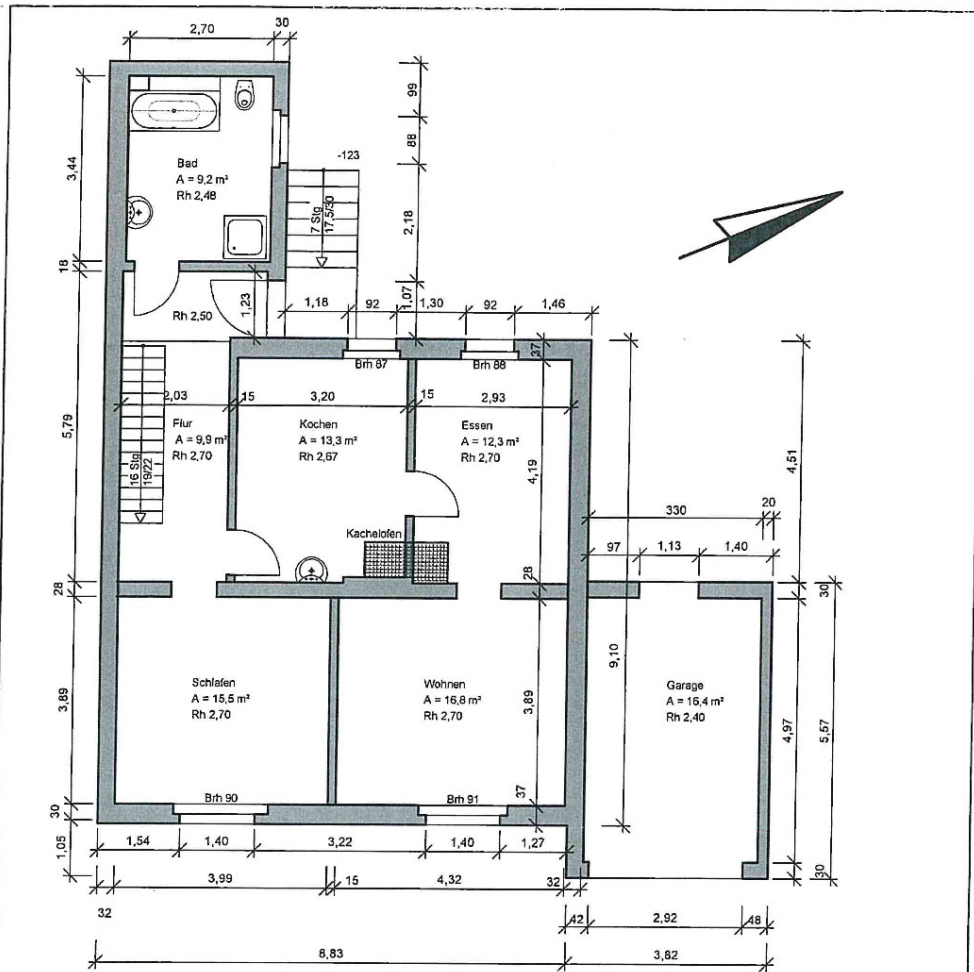 2,70
30
99
88
3,44
Bad
A = 9,2 m²
Rh 2,48
-123
7 Stg
17,5/30
2,18
18
1,23
Rh 2,50
1,07
1,18
92
1,30
92
1,46
Brh 87
Brh 88
37
2,03
15
3,20
15
2,93
5,79
Flur
A = 9,9 m²
Rh 2,70
Kochen
A = 13,3 m²
Rh 2,67
Essen
A = 12,3 m²
Rh 2,70
16 Stg
19/22
4,19
4,51
330
20
97
1,13
1,40
Kachelofen
28
28
30
9,10
Schlafen
A = 15,5 m²
Rh 2,70
Wohnen
A = 16,8 m²
Rh 2,70
Garage
A = 16,4 m²
Rh 2,40
3,89
3,89
4,97
5,57
Brh 90
Brh 91
37
30
1,05
1,54
1,40
3,22
1,40
1,27
30
3,99
15
4,32
32
32
42
2,92
48
8,83
3,82